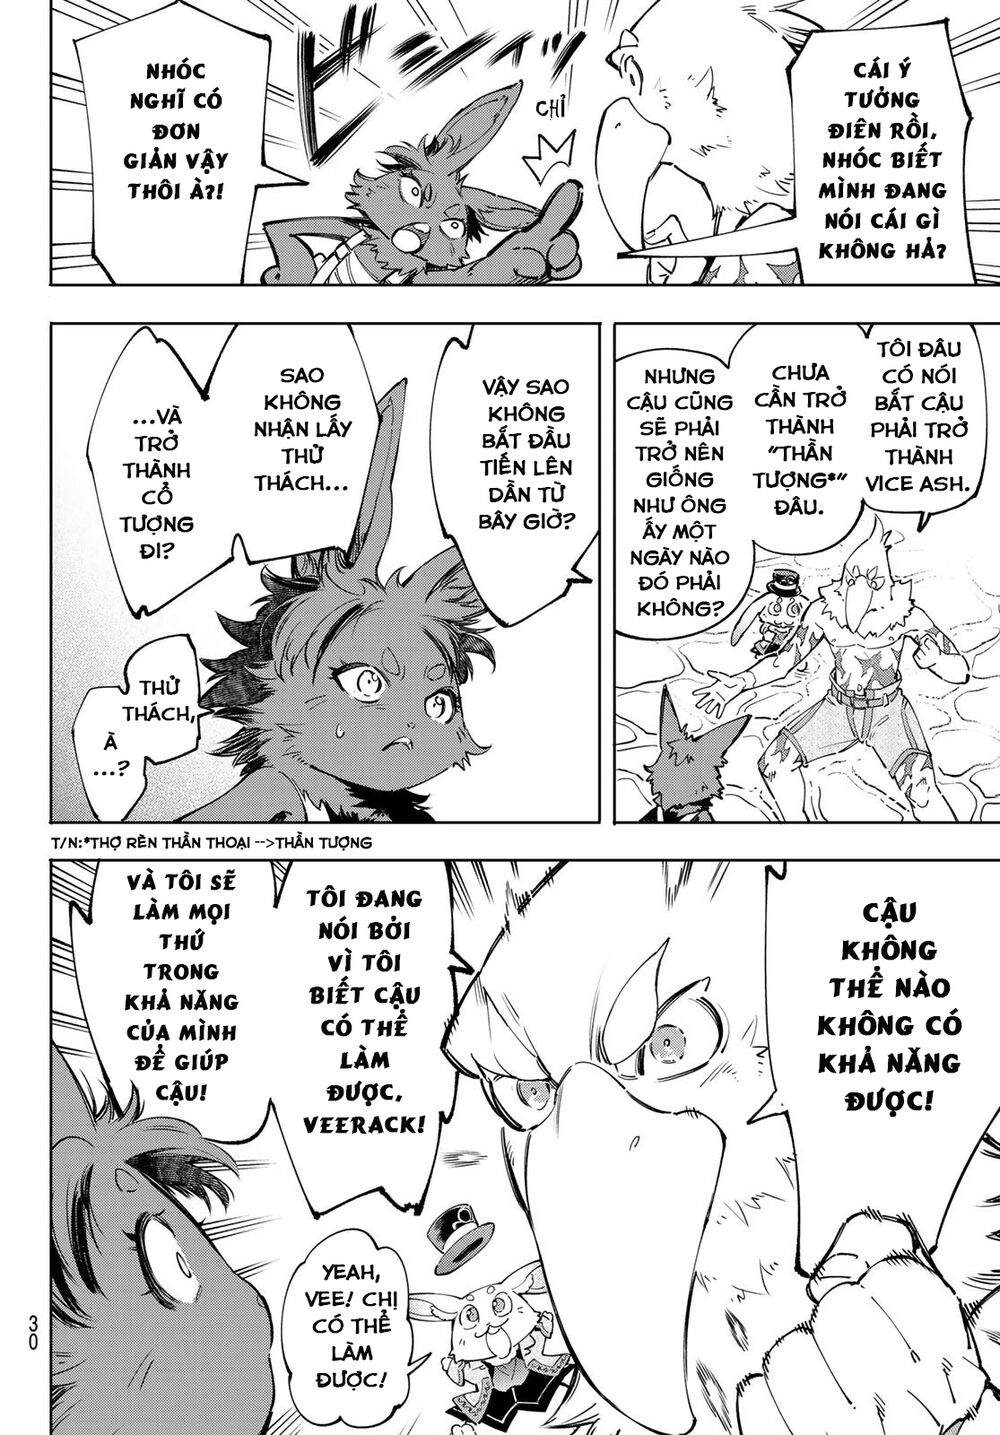 CÁI Ý
TƯỞNG
ĐIÊN RỒI,
NHÓC BIẾT
MÌNH ĐANG
NÓI CÁI GÌ
KHÔNG HẢ?
CHỈ
NHÓC
NGHĨ CÓ
ĐƠN
GIẢN VẬY
THÔI À?!
TÔI ĐÂU
CÓ NÓI
BẮT CẬU
PHẢI TRỞ
THÀNH
VICE ASH.
CHƯA
CẦN TRỞ
THÀNH
"THẦN
TƯỢNG*"
ĐÂU.
NHƯNG
CẬU CŨNG
SẼ PHẢI
TRỞ NÊN
GIỐNG
NHƯ ÔNG
ẤY MỘT
NGÀY NÀO
ĐÓ PHẢI
KHÔNG?
VẬY SAO
KHÔNG
BẮT ĐẦU
TIẾN LÊN
DẦN TỪ
BÂY GIỜ?
SAO
KHÔNG
NHẬN LẤY
THỬ
THÁCH...
...VÀ
TRỞ
THÀNH
CỔ
TƯỢNG
ĐI?
THỬ
THÁCH,
À
...?
T/N:*THỢ RÈN THẦN THOẠI -->THẦN TƯỢNG
CẬU
KHÔNG
THỂ NÀO
KHÔNG CÓ
KHẢ NĂNG
ĐƯỢC!
TÔI ĐANG
NÓI BỞI
VÌ TÔI
BIẾT CẬU
CÓ THỂ
LÀM
ĐƯỢC,
VEERACK!
VÀ TÔI SẼ
LÀM MỌI
THỨ
TRONG
KHẢ NĂNG
CỦA MÌNH
ĐỂ GIÚP
CẬU!
YEAH,
VEE! CHỊ
CÓ THỂ
LÀM
ĐƯỢC!
30